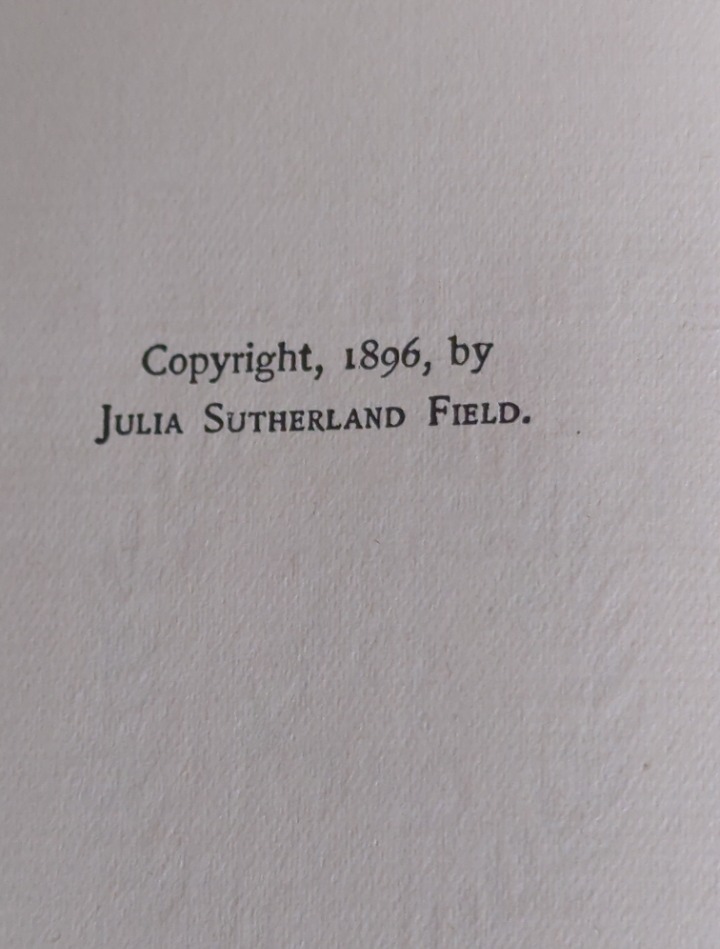 Copyright, 1896, by
JULIA SUTHERLAND FIELD.